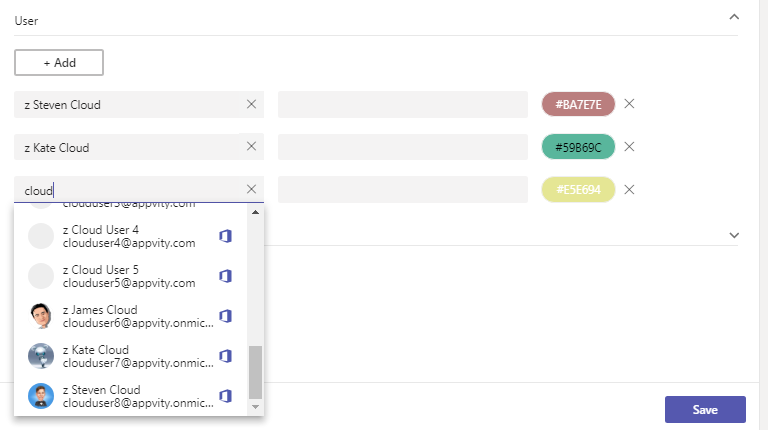 User
+ Add
z Steven Cloud
#BA7E7E
z Kate Cloud
#59B69C
cloud
#E5E694
clouduser3@appvity.com
z Cloud User 4
clouduser4@appvity.com
z Cloud User 5
clouduser5@appvity.com
z James Cloud
clouduser6@appvity.onmic...
z Kate Cloud
clouduser7@appvity.onmic...
z Steven Cloud
clouduser8@appvity.onmic...
Save